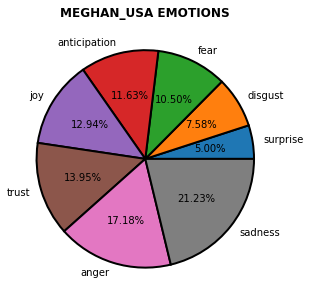 MEGHAN_USA EMOTIONS
anticipation
fear
joy
disgust
surprise
trust
anger
sadness
11.63%
10.50%
12.94%
7.58%
5.00%
13.95%
17.18%
21.23%